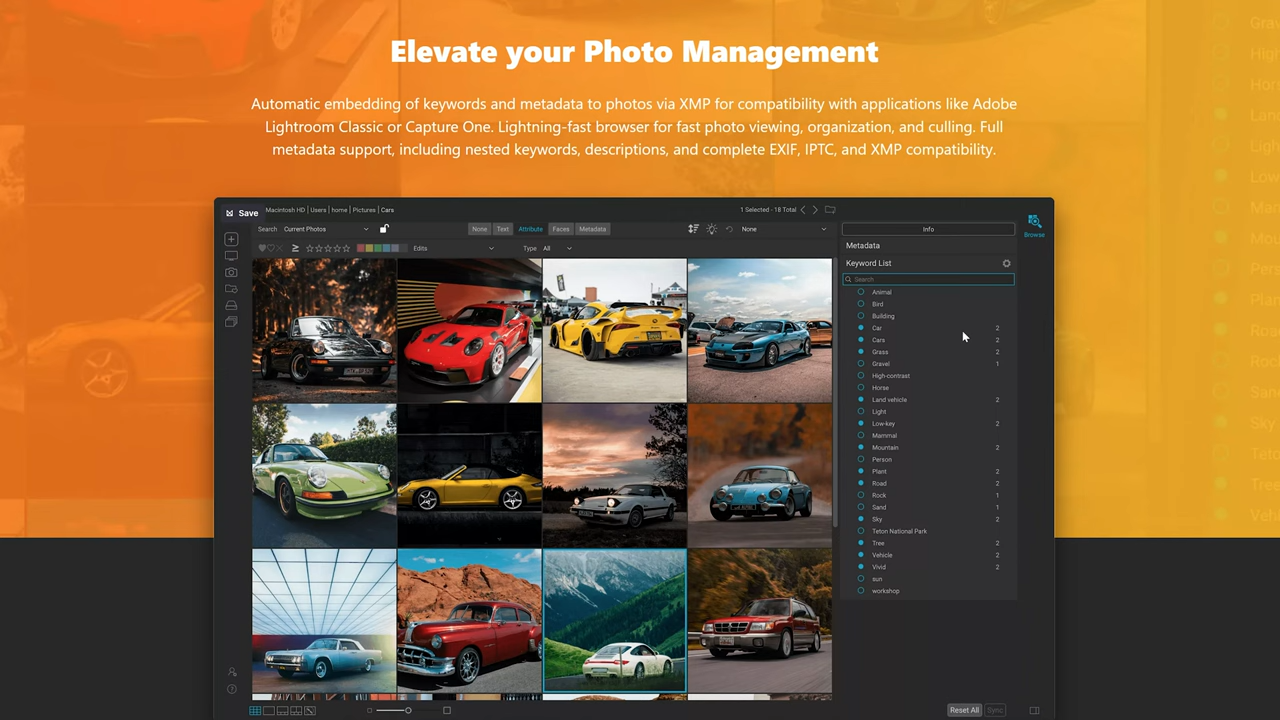 Elevate your Photo Management
Automatic embedding of keywords and metadata to photos via XMP for compatibility with applications like Adobe
Lightroom Classic or Capture One. Lightning-fast browser for fast photo viewing, organization, and culling. Full
metadata support, including nested keywords, descriptions, and complete EXIF, IPTC, and XMP compatibility.
Save
Macintosh HD | Users | home | Pictures | Cars
1 Selected - 18 Total
Search Current Photos
None Text Attribute Faces Metadata
None
Info
Browse
Edits
Type All
Metadata
Keyword List
Search
Animal
Bird
Building
Car 2
Cars 2
Grass 2
Gravel 1
High-contrast
Horse
Land vehicle 2
Light
Low-key 2
Mammal
Mountain 2
Person
Plant 2
Road 2
Rock 1
Sand 1
Sky 2
Teton National Park
Tree 2
Vehicle 2
Vivid 2
sun
workshop
Reset All
Sync